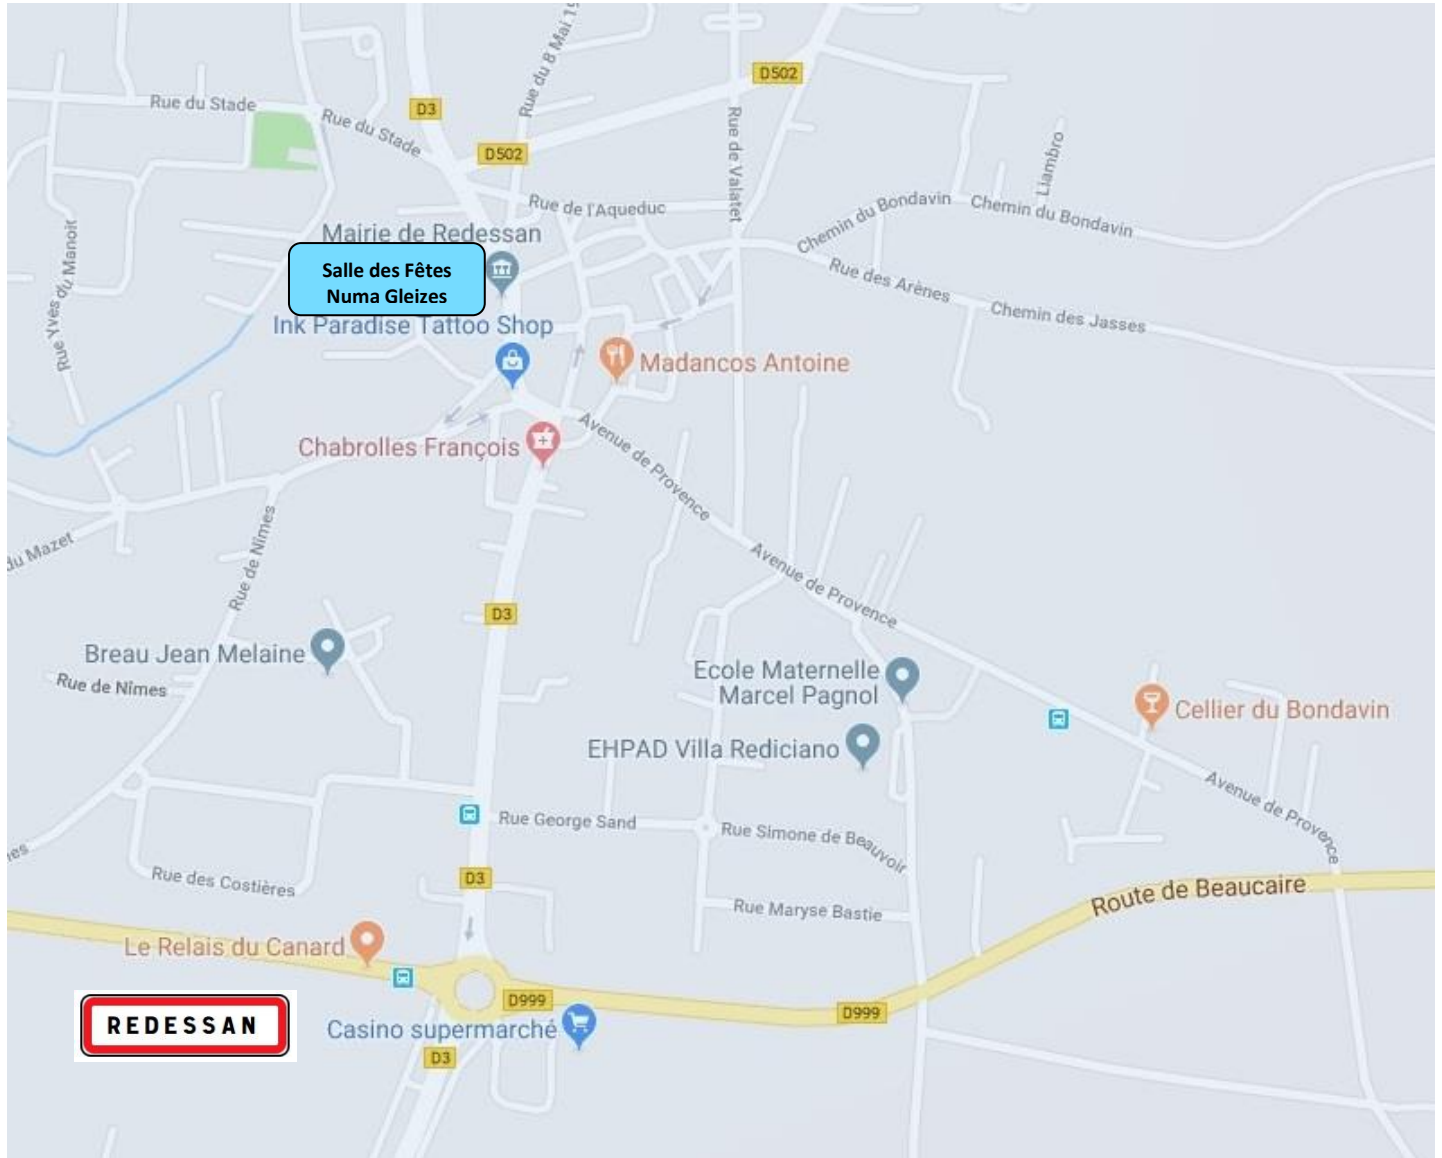 D502
Rue du 8 Mai 19
Rue du Stade
D3
Rue du Stade
Rue de Valatet
D502
Liambro
Rue de l'Aqueduc
Chemin du Bondavin
Chemin du Bondavin
Mairie de Redessan
Salle des Fêtes
Numa Gleizes
Rue Yves du Manoit
Rue des Arènes
Chemin des Jasses
Ink Paradise Tattoo Shop
Madancos Antoine
Chabrolles François
Avenue de Provence
du Mazet
Rue de Nîmes
Avenue de Provence
D3
Breau Jean Melaine
Rue de Nîmes
Ecole Maternelle
Marcel Pagnol
Cellier du Bondavin
EHPAD Villa Rediciano
Avenue de Provence
Rue George Sand
Rue Simone de Beauvoir
mes
Rue des Costières
D3
Route de Beaucaire
Rue Maryse Bastie
Le Relais du Canard
D999
D999
REDESSAN
Casino supermarché
D3